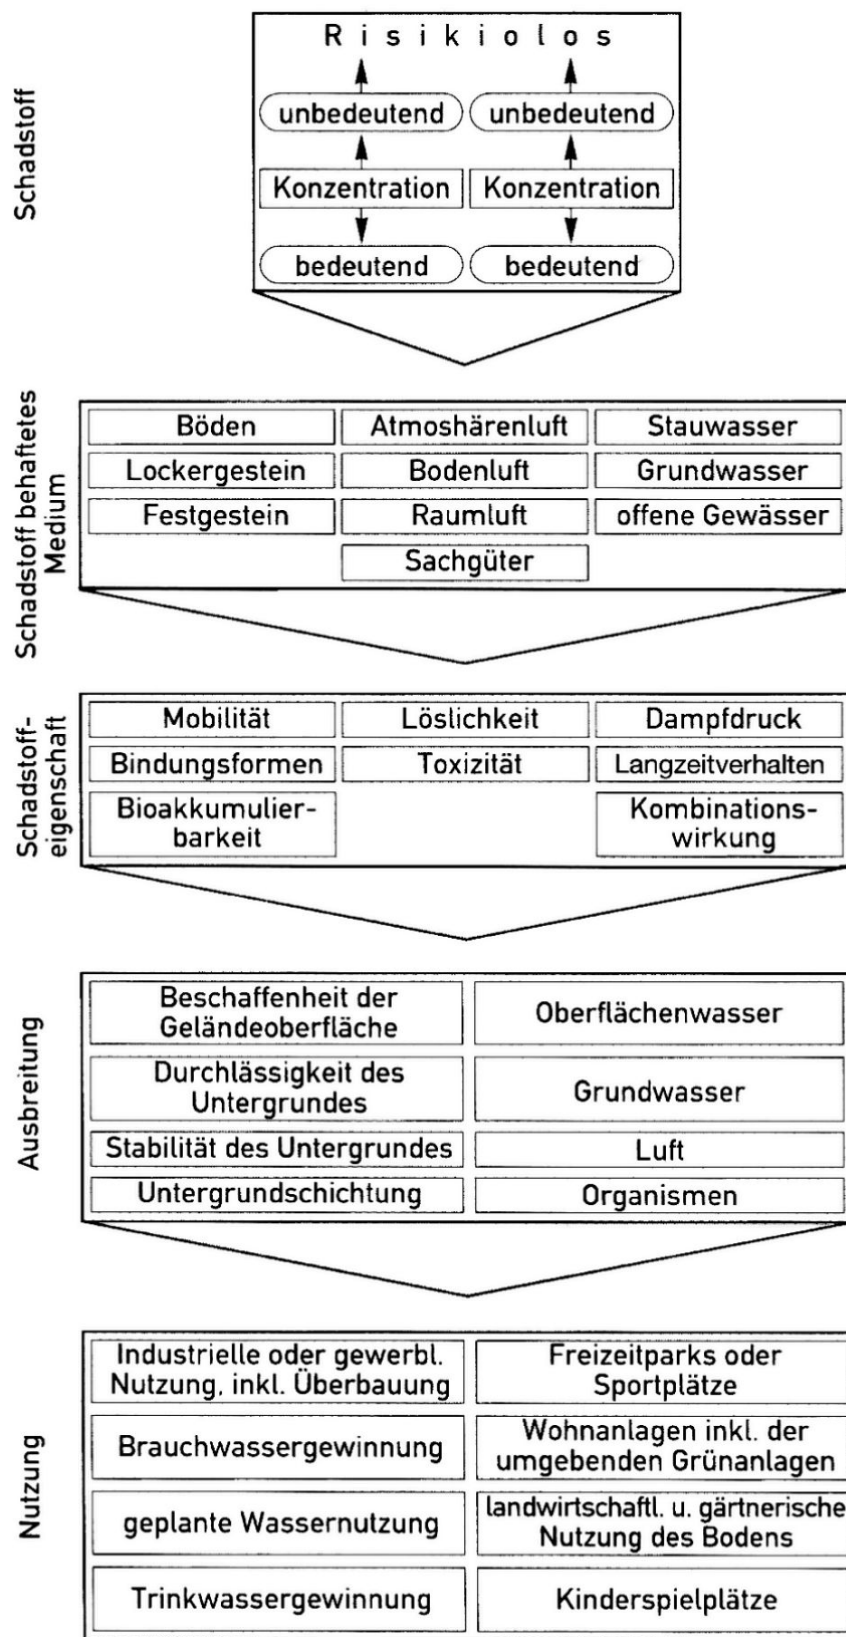 Schadstoff
Risikiolos
unbedeutend
unbedeutend
Konzentration
Konzentration
bedeutend
bedeutend
Schadstoff behaftetes
Medium
Böden
Atmoshärenluft
Stauwasser
Lockergestein
Bodenluft
Grundwasser
Festgestein
Raumluft
offene Gewässer
Sachgüter
Schadstoff-
eigenschaft
Mobilität
Löslichkeit
Dampfdruck
Bindungsformen
Toxizität
Langzeitverhalten
Bioakkumulier-
barkeit
Kombinations-
wirkung
Ausbreitung
Beschaffenheit der
Geländeoberfläche
Oberflächenwasser
Durchlässigkeit des
Untergrundes
Grundwasser
Stabilität des Untergrundes
Luft
Untergrundschichtung
Organismen
Nutzung
Industrielle oder gewerbl.
Nutzung, inkl. Überbauung
Freizeitparks oder
Sportplätze
Brauchwassergewinnung
Wohnanlagen inkl. der
umgebenden Grünanlagen
geplante Wassernutzung
landwirtschaftl. u. gärtnerische
Nutzung des Bodens
Trinkwassergewinnung
Kinderspielplätze